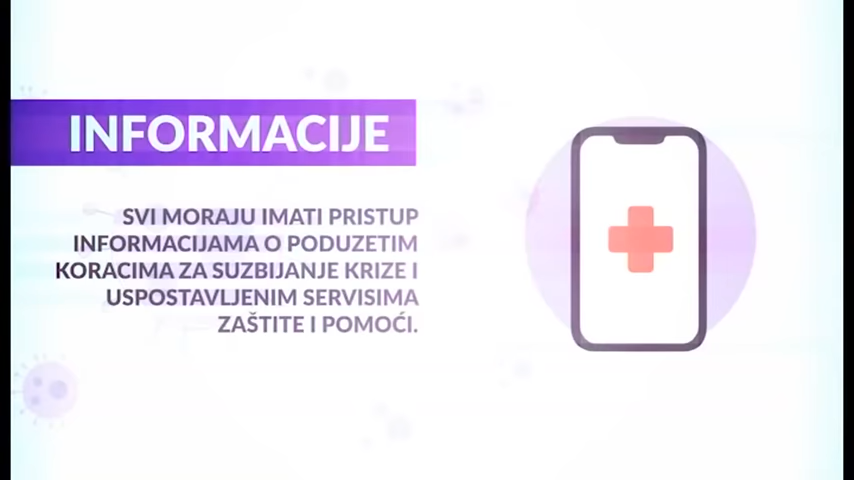 INFORMACIJE
SVI MORAJU IMATI PRISTUP
INFORMACIJAMA O PODUZETIM
KORACIMA ZA SUZBIJANJE KRIZE I
USPOSTAVLJENIM SERVISIMA
ZAŠTITE I POMOĆI.